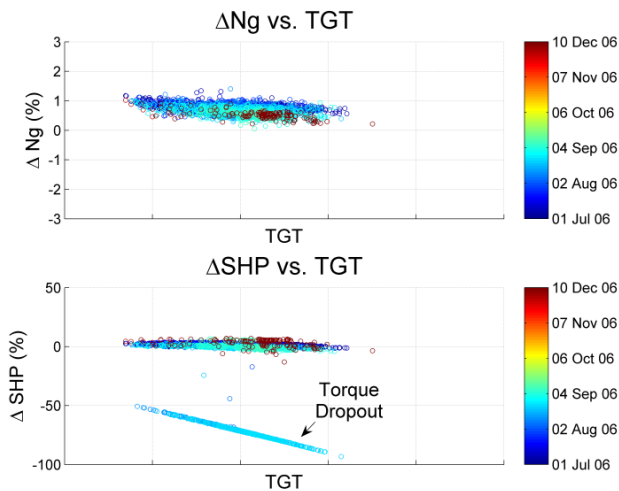 ΔNg vs. TGT
3
2
1
0
-1
-2
-3
Δ Ng (%)
TGT
10 Dec 06
07 Nov 06
06 Oct 06
04 Sep 06
02 Aug 06
01 Jul 06
ΔSHP vs. TGT
50
0
-50
-100
Δ SHP (%)
Torque
Dropout
TGT
10 Dec 06
07 Nov 06
06 Oct 06
04 Sep 06
02 Aug 06
01 Jul 06